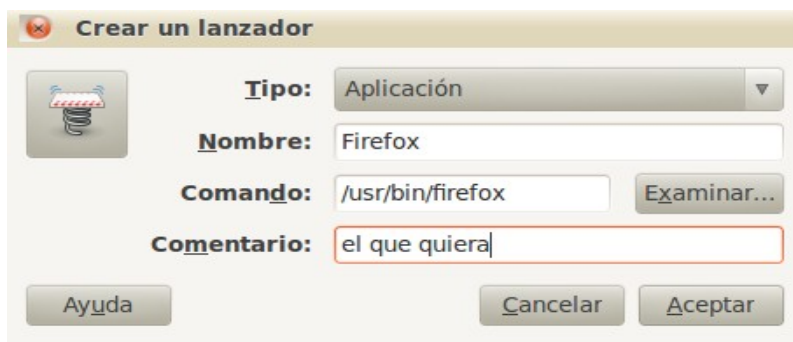 Crear un lanzador
Tipo: Aplicación
Nombre: Firefox
Comando: /usr/bin/firefox Examinar...
Comentario: el que quiera
Ayuda Cancelar Aceptar